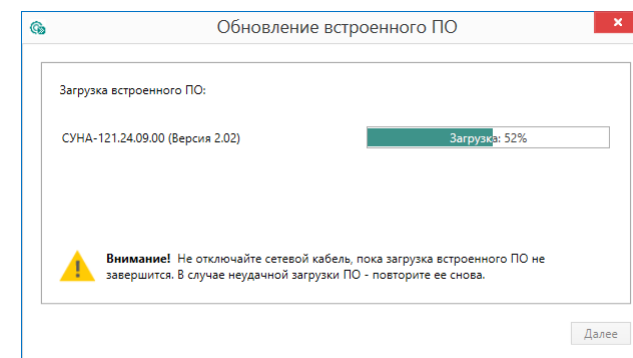 Обновление встроенного ПО
Загрузка встроенного ПО:
СУНА-121.24.09.00 (Версия 2.02)
Загрузка: 52%
Внимание! Не отключайте сетевой кабель, пока загрузка встроенного ПО не
завершится. В случае неудачной загрузки ПО - повторите ее снова.
Далее